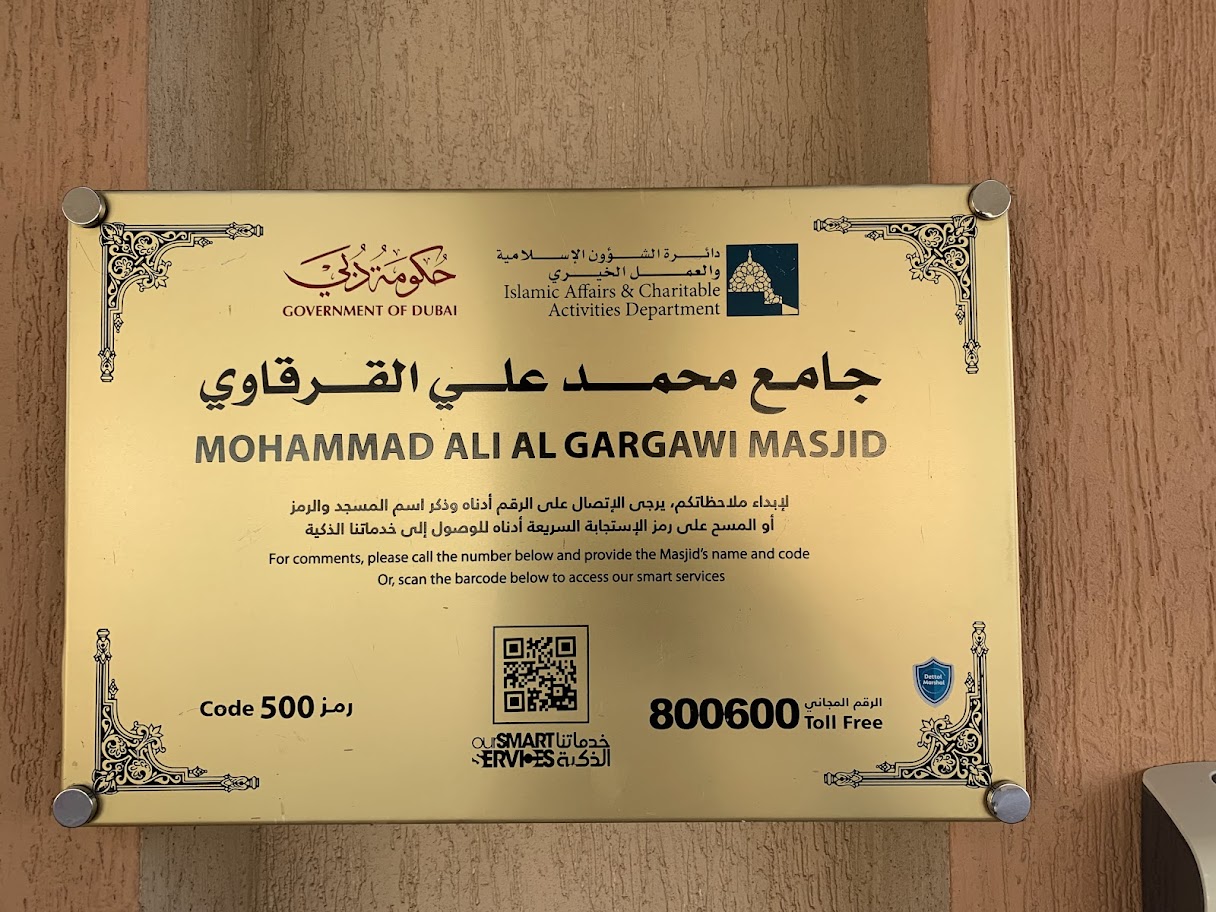 حكومة دبي
GOVERNMENT OF DUBAI
دائرة الشؤون الإسلامية
والعمل الخيري
Islamic Affairs & Charitable
Activities Department
جامع محمد علي القرقاوي
MOHAMMAD ALI AL GARGAWI MASJID
لإبداء ملاحظاتكم، يرجى الإتصال على الرقم أدناه وذكر اسم المسجد والرمز
أو المسح على رمز الإستجابة السريعة أدناه للوصول إلى خدماتنا الذكية
For comments, please call the number below and provide the Masjid's name and code
Or, scan the barcode below to access our smart services
Code 500 رمز
our SMART خدماتنا
SERVICES الذكية
800600
الرقم المجاني
Toll Free
Dettol
Marshal